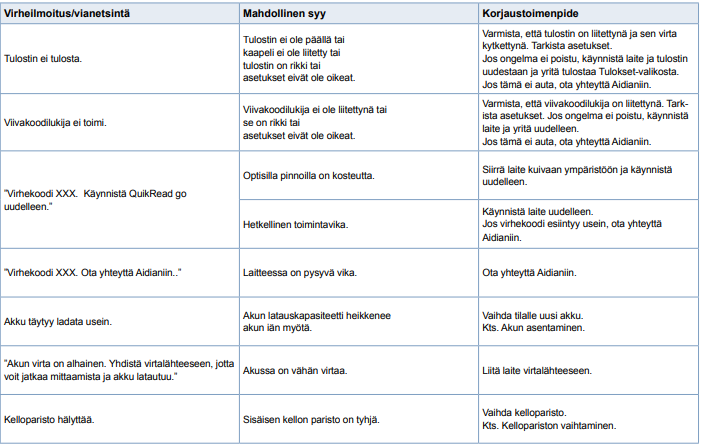 Virheilmoitus/vianetsintä
Mahdollinen syy
Korjaustoimenpide
Tulostin ei tulosta.
Tulostin ei ole päällä tai
kaapeli ei ole liitetty tai
tulostin on rikki tai
asetukset eivät ole oikeat.
Varmista, että tulostin on liitettynä ja sen virta
kytkettynä. Tarkista asetukset.
Jos ongelma ei poistu, käynnistä laite ja tulostin
uudestaan ja yritä tulostaa Tulokset-valikosta.
Jos tämä ei auta, ota yhteyttä Aidianiin.
Viivakoodilukija ei toimi.
Viivakoodilukija ei ole liitettynä tai
se on rikki tai
asetukset eivät ole oikeat.
Varmista, että viivakoodilukija on liitettynä. Tark-
ista asetukset. Jos ongelma ei poistu, käynnistä
laite ja yritä uudelleen.
Jos tämä ei auta, ota yhteyttä Aidianiin.
”Virhekoodi XXX.  Käynnistä QuikRead go
uudelleen.”
Optisilla pinnoilla on kosteutta.
Siirrä laite kuivaan ympäristöön ja käynnistä
uudelleen.
Hetkellinen toimintavika.
Käynnistä laite uudelleen.
Jos virhekoodi esiintyy usein, ota yhteyttä
Aidianiin.
”Virhekoodi XXX. Ota yhteyttä Aidianiin..”
Laitteessa on pysyvä vika.
Ota yhteyttä Aidianiin.
Akku täytyy ladata usein.
Akun latauskapasiteetti heikkenee
akun iän myötä.
Vaihda tilalle uusi akku.
Kts. Akun asentaminen.
”Akun virta on alhainen. Yhdistä virtalähteeseen, jotta
voit jatkaa mittaamista ja akku latautuu.”
Akussa on vähän virtaa.
Liitä laite virtalähteeseen.
Kelloparisto hälyttää.
Sisäisen kellon paristo on tyhjä.
Vaihda kelloparisto.
Kts. Kellopariston vaihtaminen.